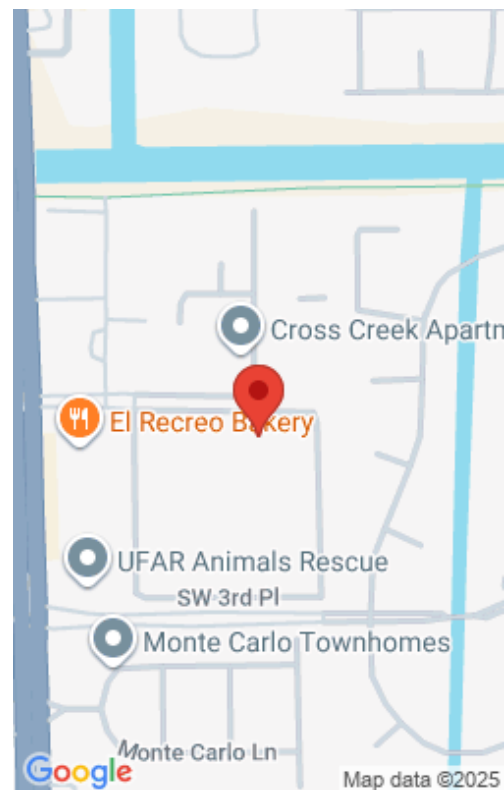 Cross Creek Apartm
El Recreo Bakery
UFAR Animals Rescue
SW 3rd Pl
Monte Carlo Townhomes
Monte Carlo Ln
Google
Map data ©2025